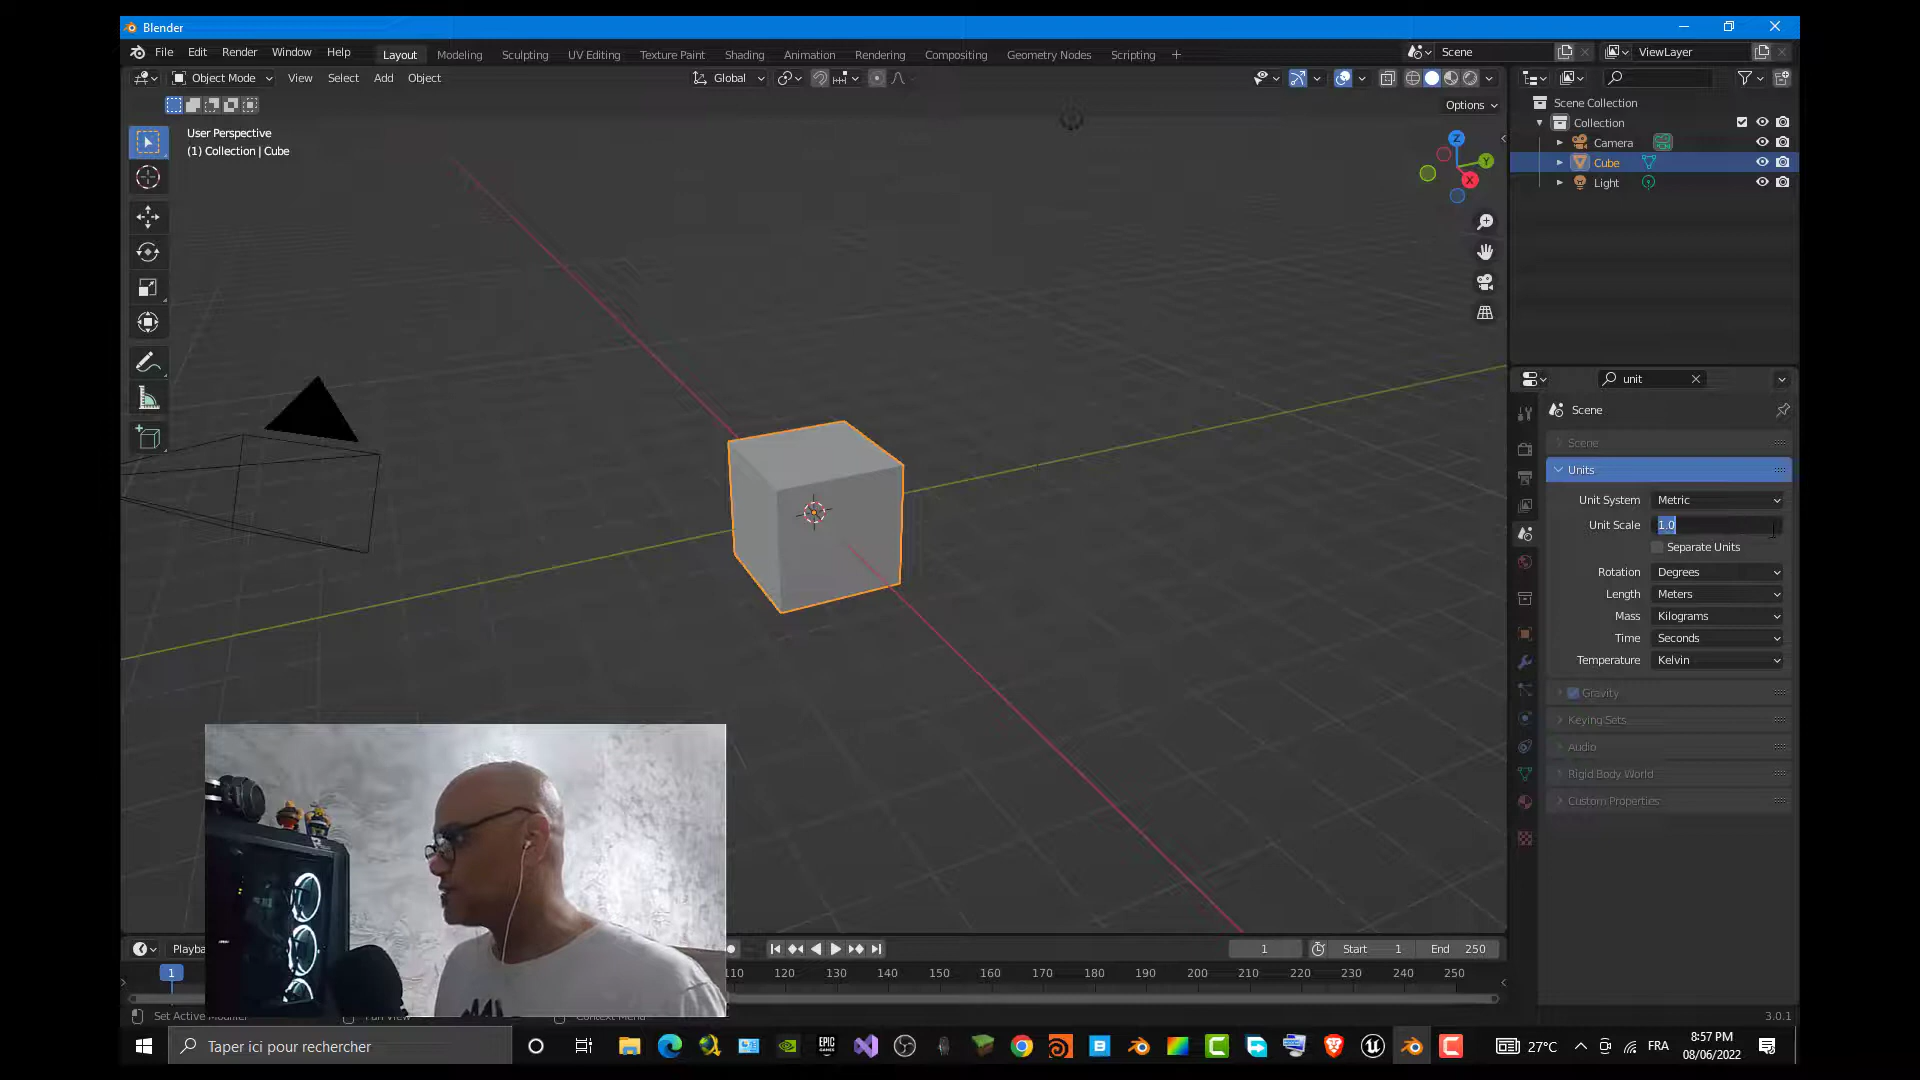 Blender
File Edit Render Window Help
Layout Modeling Sculpting UV Editing Texture Paint Shading Animation Rendering Compositing Geometry Nodes Scripting +
Scene
ViewLayer
Object Mode View Select Add Object
Global
Options
User Perspective
(1) Collection | Cube
Z
Y
X
Scene Collection
Collection
Camera
Cube
Light
unit
Scene
Scene
Units
Unit System Metric
Unit Scale 1.0
Separate Units
Rotation Degrees
Length Meters
Mass Kilograms
Time Seconds
Temperature Kelvin
Gravity
Keying Sets
Audio
Rigid Body World
Custom Properties
1 Start 1 End 250
1
110 120 130 140 150 160 170 180 190 200 210 220 230 240 250
3.0.1
Taper ici pour rechercher
EPIC GAMES
27°C
FRA
8:57 PM
08/06/2022